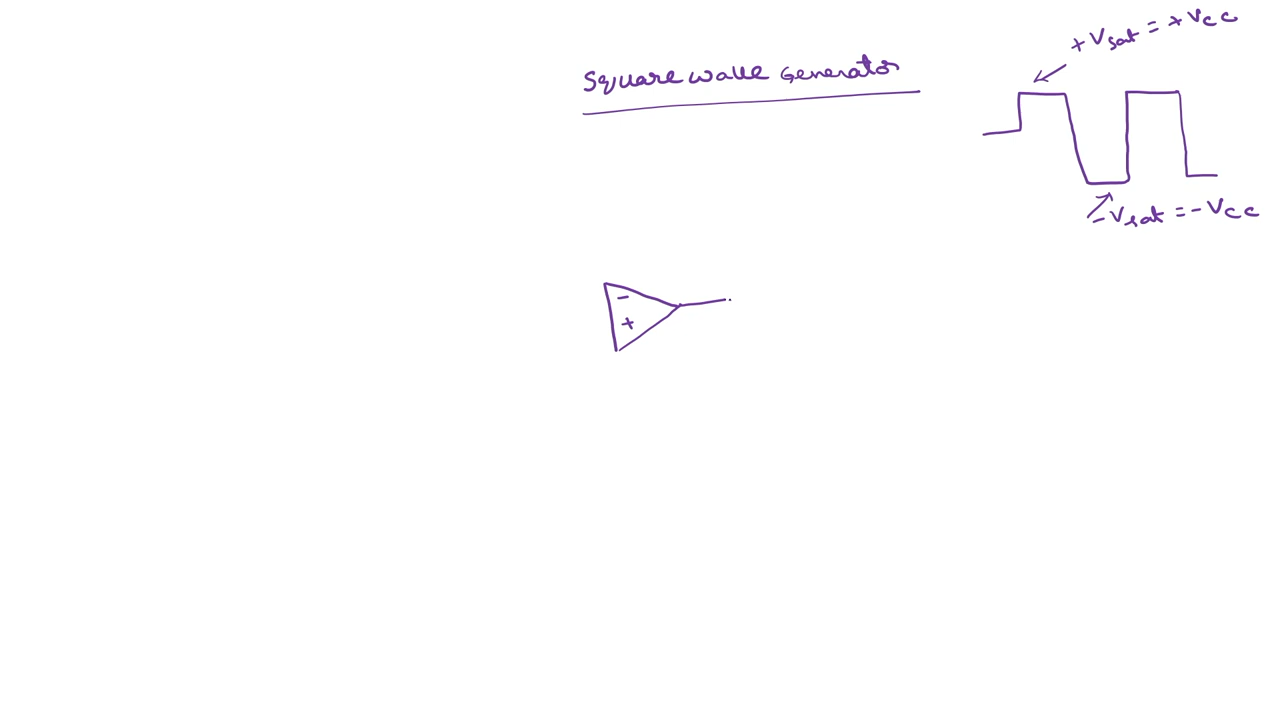 Square wave Generator
+Vsat = +Vcc
-Vsat = -Vcc
-
+